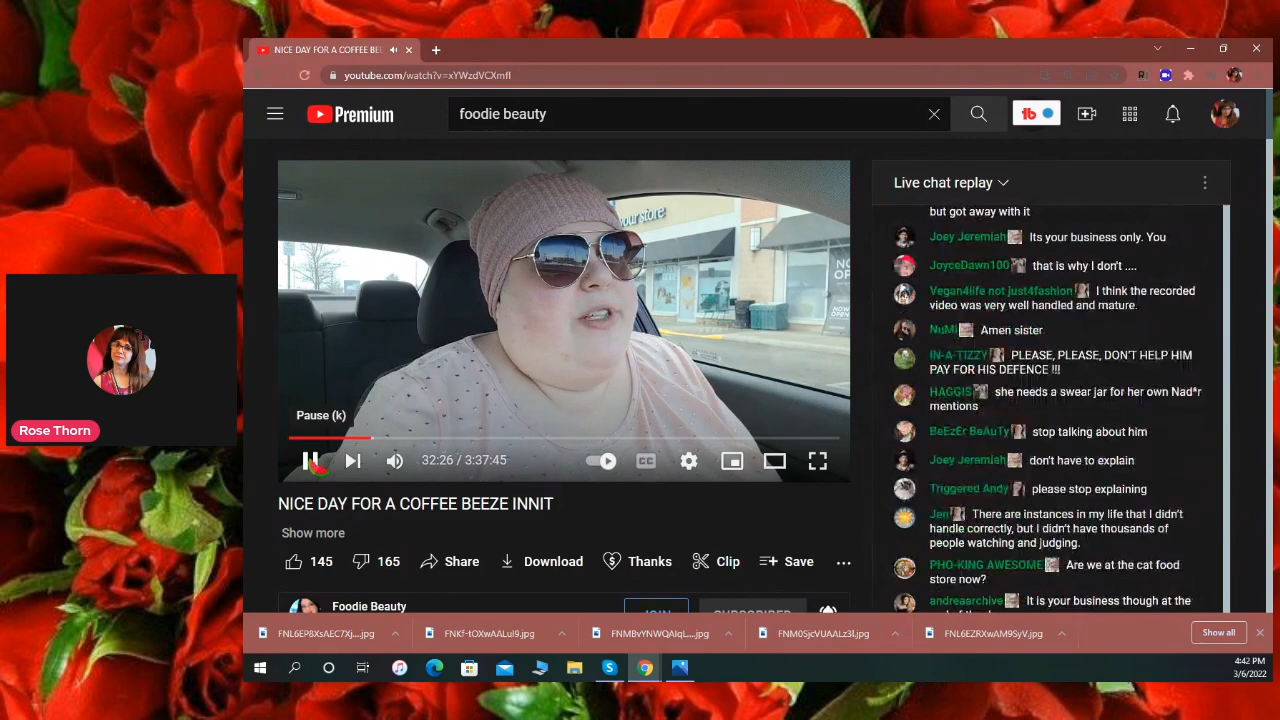 NICE DAY FOR A COFFEE BEE
youtube.com/watch?v=xYWzdVCXmfI
Premium
foodie beauty
tb
your store
Live chat replay
but got away with it
Joey Jeremiah Its your business only. You
JoyceDawn100 that is why I don't ....
Vegan4life not just4fashion I think the recorded
video was very well handled and mature.
NuMi Amen sister
IN-A-TIZZY PLEASE, PLEASE, DON'T HELP HIM
PAY FOR HIS DEFENCE !!!
HAGGIS she needs a swear jar for her own Nad*r
mentions
BeEzEr BeAuTy stop talking about him
Joey Jeremiah don't have to explain
Triggered Andy please stop explaining
Jen There are instances in my life that I didn't
handle correctly, but I didn't have thousands of
people watching and judging.
PHO-KING AWESOME Are we at the cat food
store now?
andreaarchive It is your business though at the
Rose Thorn
Pause (k)
32:26 / 3:37:45
CC
NICE DAY FOR A COFFEE BEEZE INNIT
Show more
145 165 Share Download Thanks Clip Save
Foodie Beauty
JOIN SUBSCRIBED
FNL6EP8XsAEC7Xj....jpg FNKf-tOXwAALuI9.jpg FNMBvYNWQAIqL....jpg FNM0SjcVUAALz3I.jpg FNL6EZRXwAM9SyV.jpg Show all
4:42 PM
3/6/2022